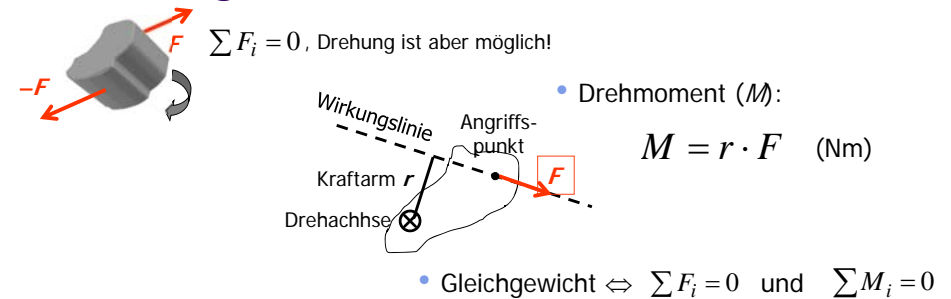 F
∑ F_i = 0 , Drehung ist aber möglich!
–F
• Drehmoment (M):
Wirkungslinie
Angriffs-
punkt
M = r · F (Nm)
Kraftarm r
F
Drehachhse
• Gleichgewicht ⇔ ∑ F_i = 0 und ∑ M_i = 0